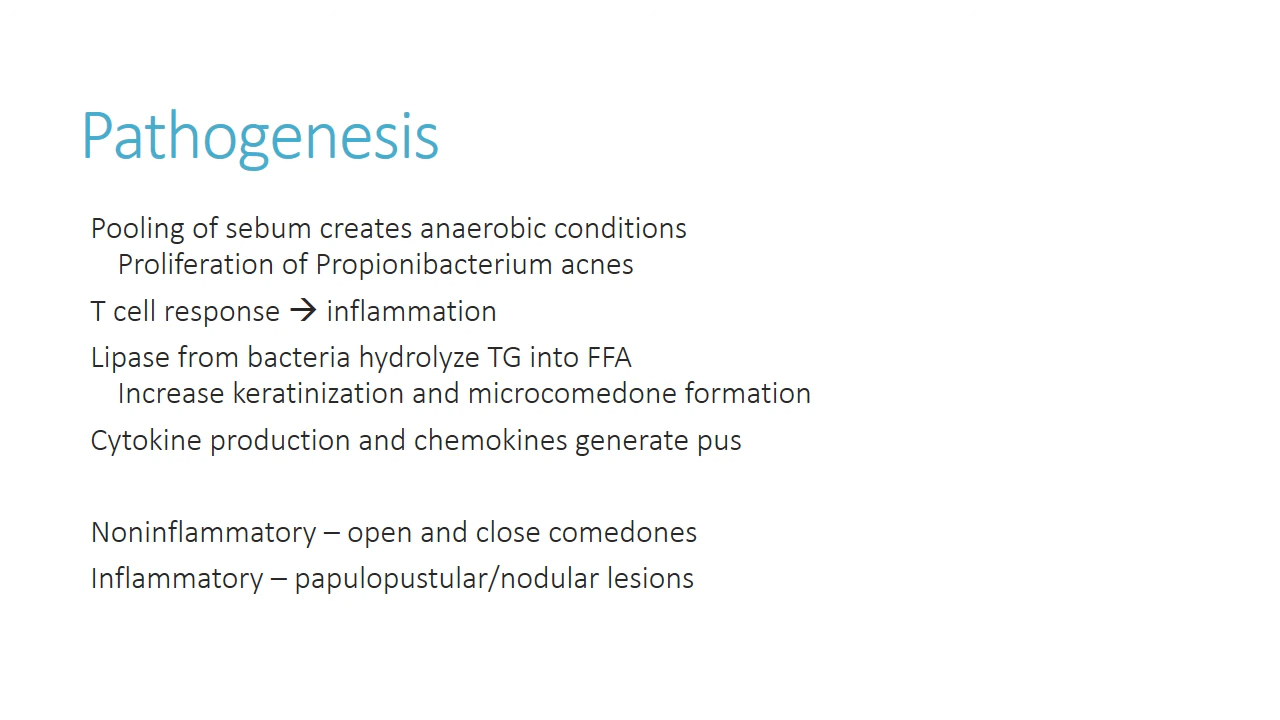 Pathogenesis
Pooling of sebum creates anaerobic conditions
Proliferation of Propionibacterium acnes
T cell response → inflammation
Lipase from bacteria hydrolyze TG into FFA
Increase keratinization and microcomedone formation
Cytokine production and chemokines generate pus
Noninflammatory – open and close comedones
Inflammatory – papulopustular/nodular lesions